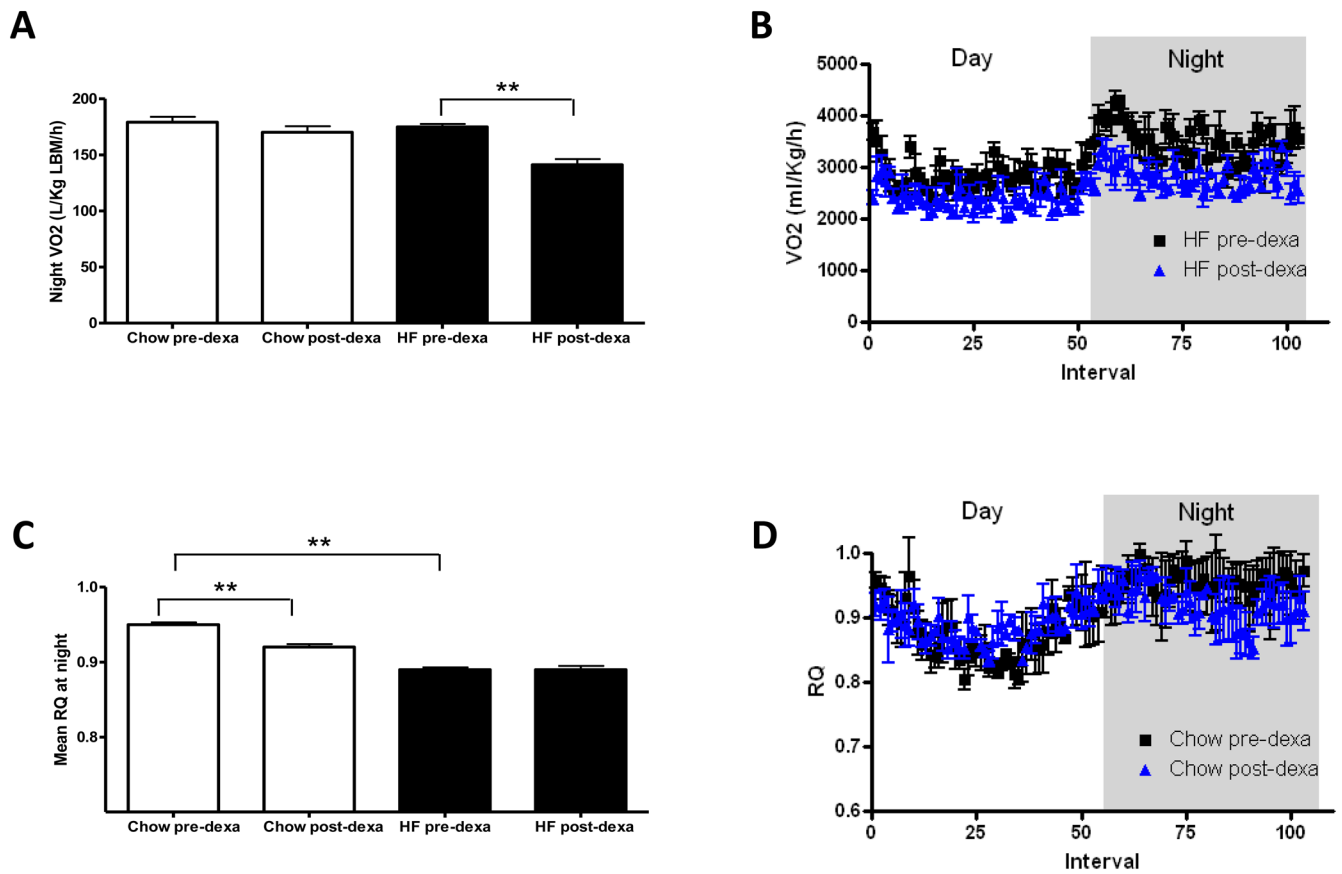 A
**
200
150
100
50
0
Night VO2 (L/Kg LBM/h)
Chow pre-dexa
Chow post-dexa
HF pre-dexa
HF post-dexa
B
Day
Night
5000
4000
3000
2000
1000
0
VO2 (ml/Kg/h)
HF pre-dexa
HF post-dexa
0 25 50 75 100
Interval
C
**
**
1.0
0.9
0.8
Mean RQ at night
Chow pre-dexa
Chow post-dexa
HF pre-dexa
HF post-dexa
D
Day
Night
1.0
0.9
0.8
0.7
0.6
RQ
Chow pre-dexa
Chow post-dexa
0 25 50 75 100
Interval